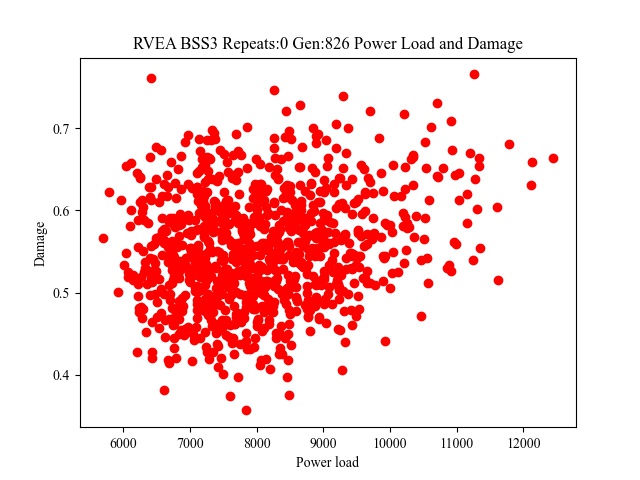 RVEA BSS3 Repeats:0 Gen:826 Power Load and Damage
0.7
0.6
0.5
0.4
Damage
6000 7000 8000 9000 10000 11000 12000
Power load